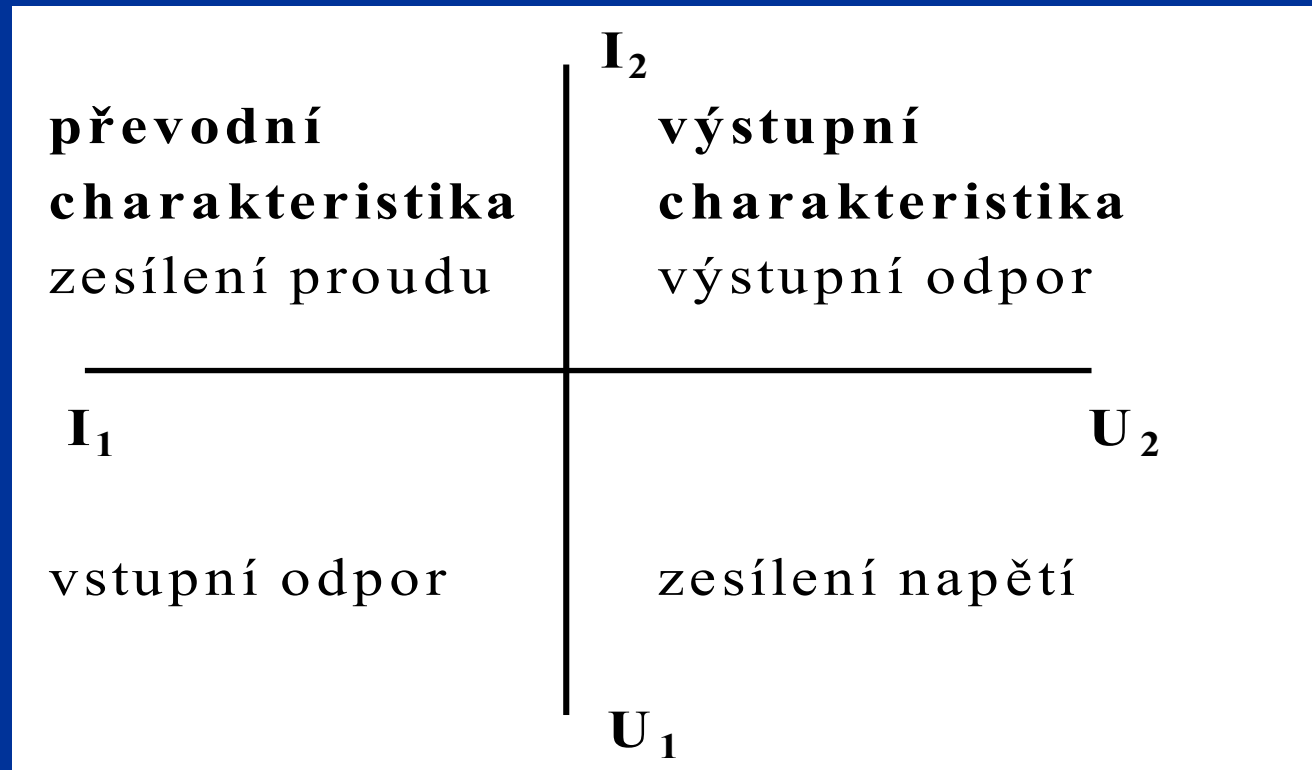 I₂
převodní
charakteristika
zesílení proudu
výstupní
charakteristika
výstupní odpor
I₁
U₂
vstupní odpor
zesílení napětí
U₁